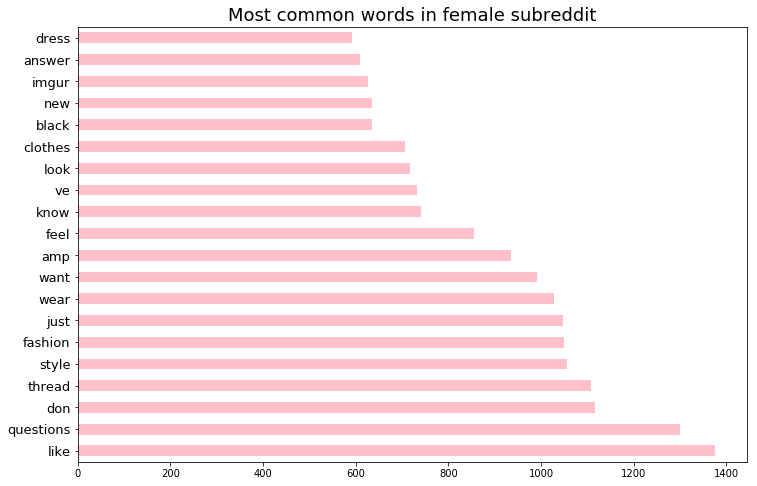 Most common words in female subreddit
dress
answer
imgur
new
black
clothes
look
ve
know
feel
amp
want
wear
just
fashion
style
thread
don
questions
like
0 200 400 600 800 1000 1200 1400